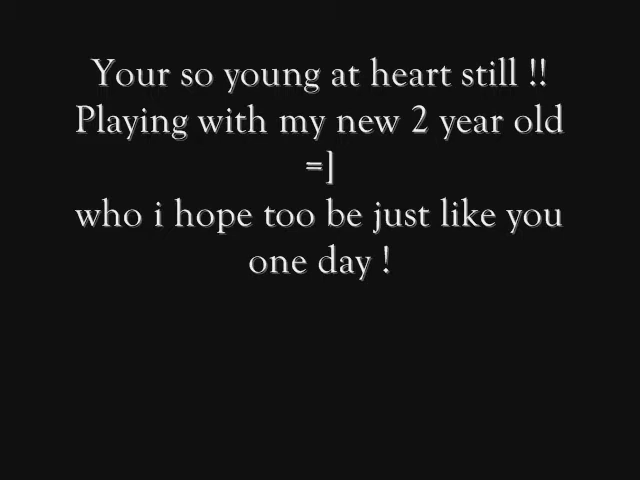 Your so young at heart still !!
Playing with my new 2 year old
=]
who i hope too be just like you
one day !